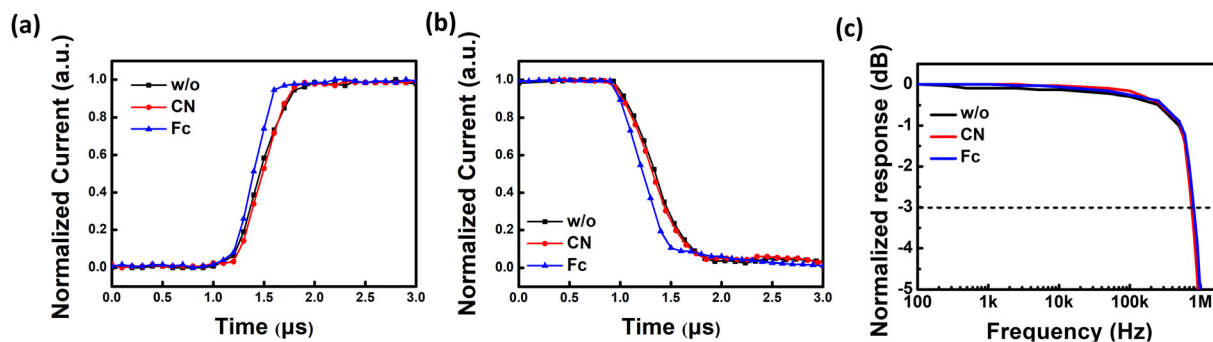 (a)
Normalized Current (a.u.)
1.0
0.8
0.6
0.4
0.2
0.0
w/o
CN
Fc
0.0 0.5 1.0 1.5 2.0 2.5 3.0
Time (μs)
(b)
Normalized Current (a.u.)
1.0
0.8
0.6
0.4
0.2
0.0
w/o
CN
Fc
0.0 0.5 1.0 1.5 2.0 2.5 3.0
Time (μs)
(c)
Normalized response (dB)
0
-1
-2
-3
-4
-5
w/o
CN
Fc
100 1k 10k 100k 1M
Frequency (Hz)